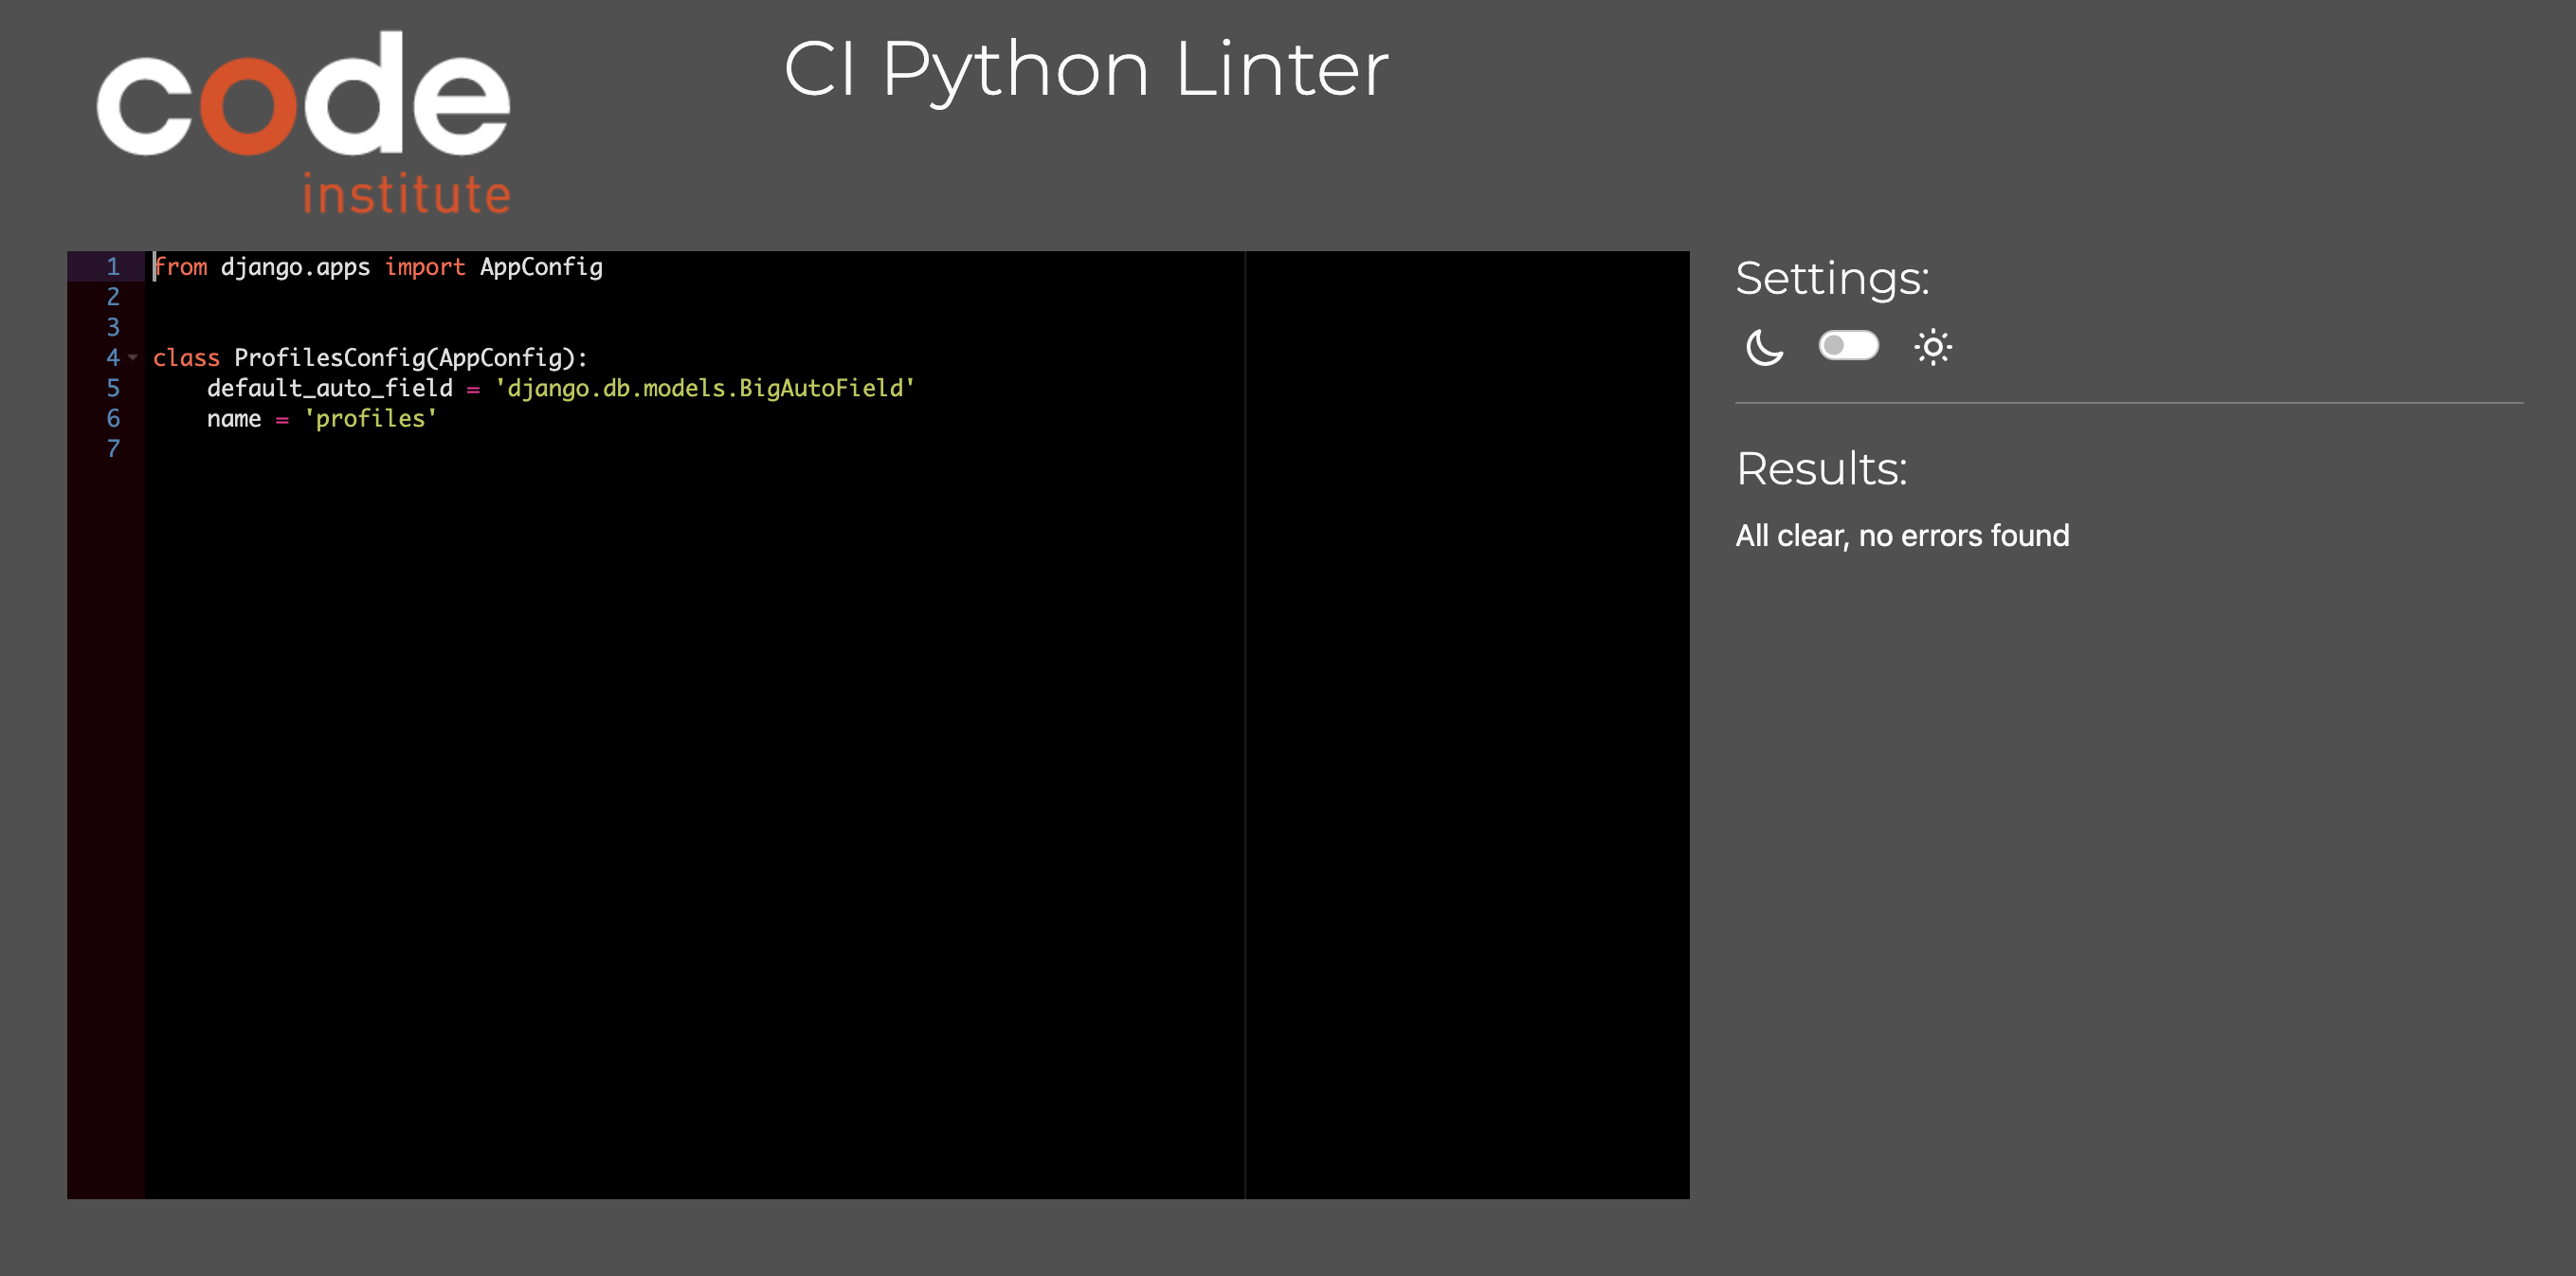 code
institute
CI Python Linter
1 from django.apps import AppConfig
2
3
4 class ProfilesConfig(AppConfig):
5     default_auto_field = 'django.db.models.BigAutoField'
6     name = 'profiles'
7
Settings:
Results:
All clear, no errors found